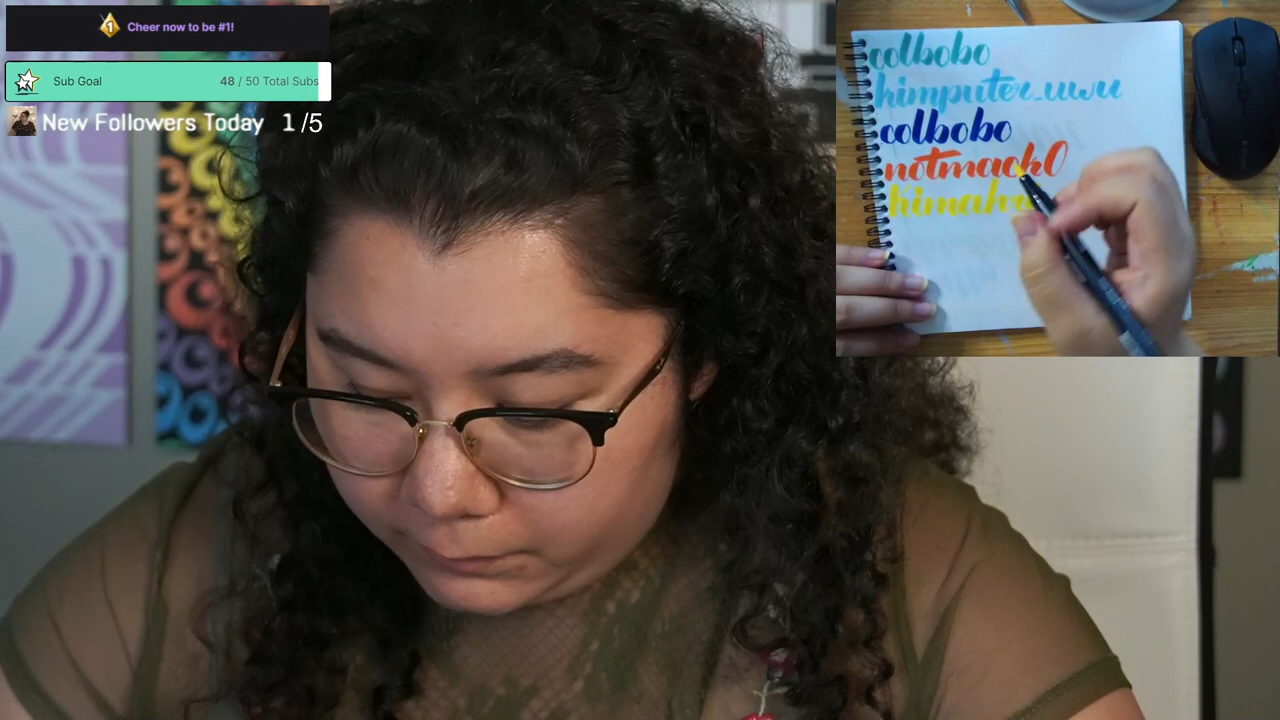 1
Cheer now to be #1!
Sub Goal 48 / 50 Total Subs
New Followers Today 1 /5
colbobo
himputer_uwu
colbobo
notmack0